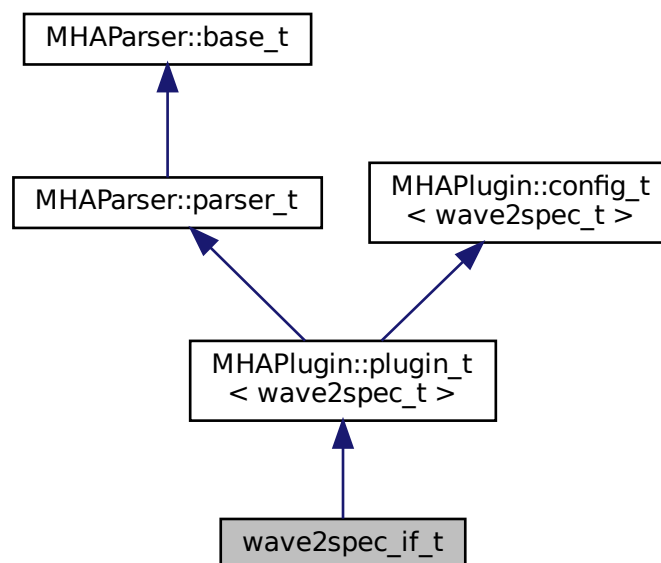 MHAParser::base_t
MHAParser::parser_t
MHAPlugin::config_t
< wave2spec_t >
MHAPlugin::plugin_t
< wave2spec_t >
wave2spec_if_t